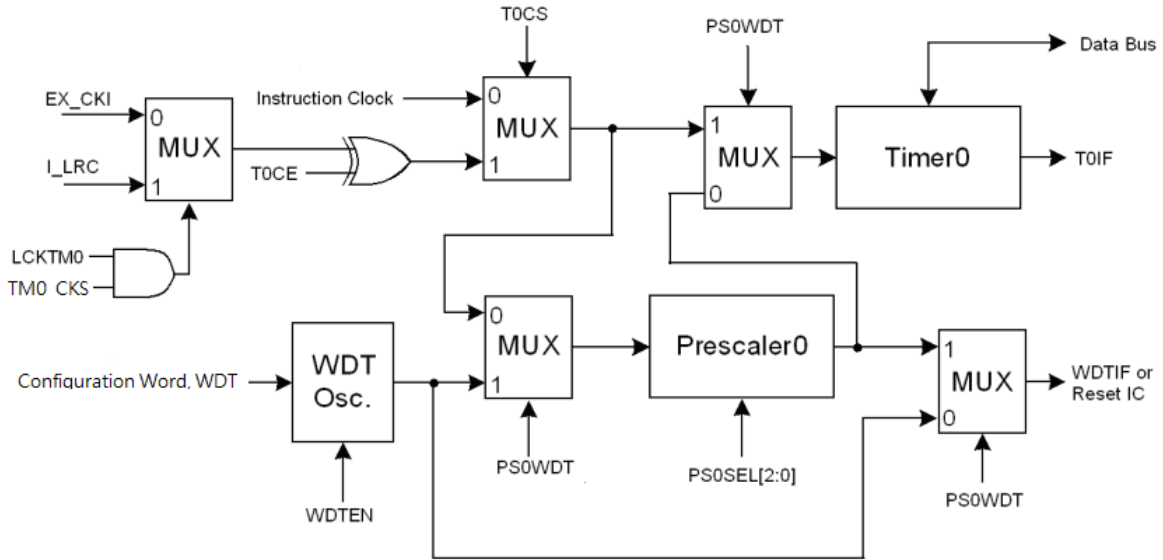 T0CS
PS0WDT
Data Bus
EX_CKI
0
MUX
I_LRC
1
Instruction Clock
0
MUX
1
T0CE
1
MUX
0
Timer0
T0IF
LCKTM0
TM0_CKS
Configuration Word, WDT
WDT
Osc.
WDTEN
0
MUX
1
PS0WDT
Prescaler0
PS0SEL[2:0]
1
MUX
0
WDTIF or
Reset IC
PS0WDT